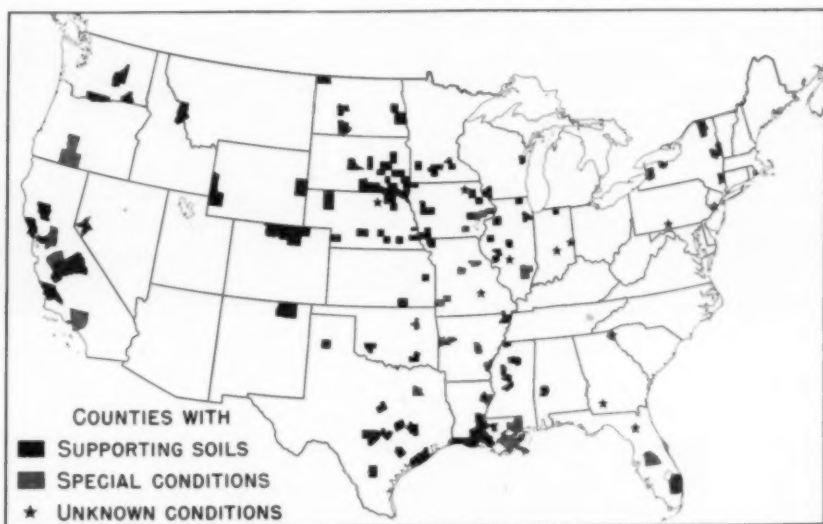 COUNTIES WITH
SUPPORTING SOILS
SPECIAL CONDITIONS
UNKNOWN CONDITIONS